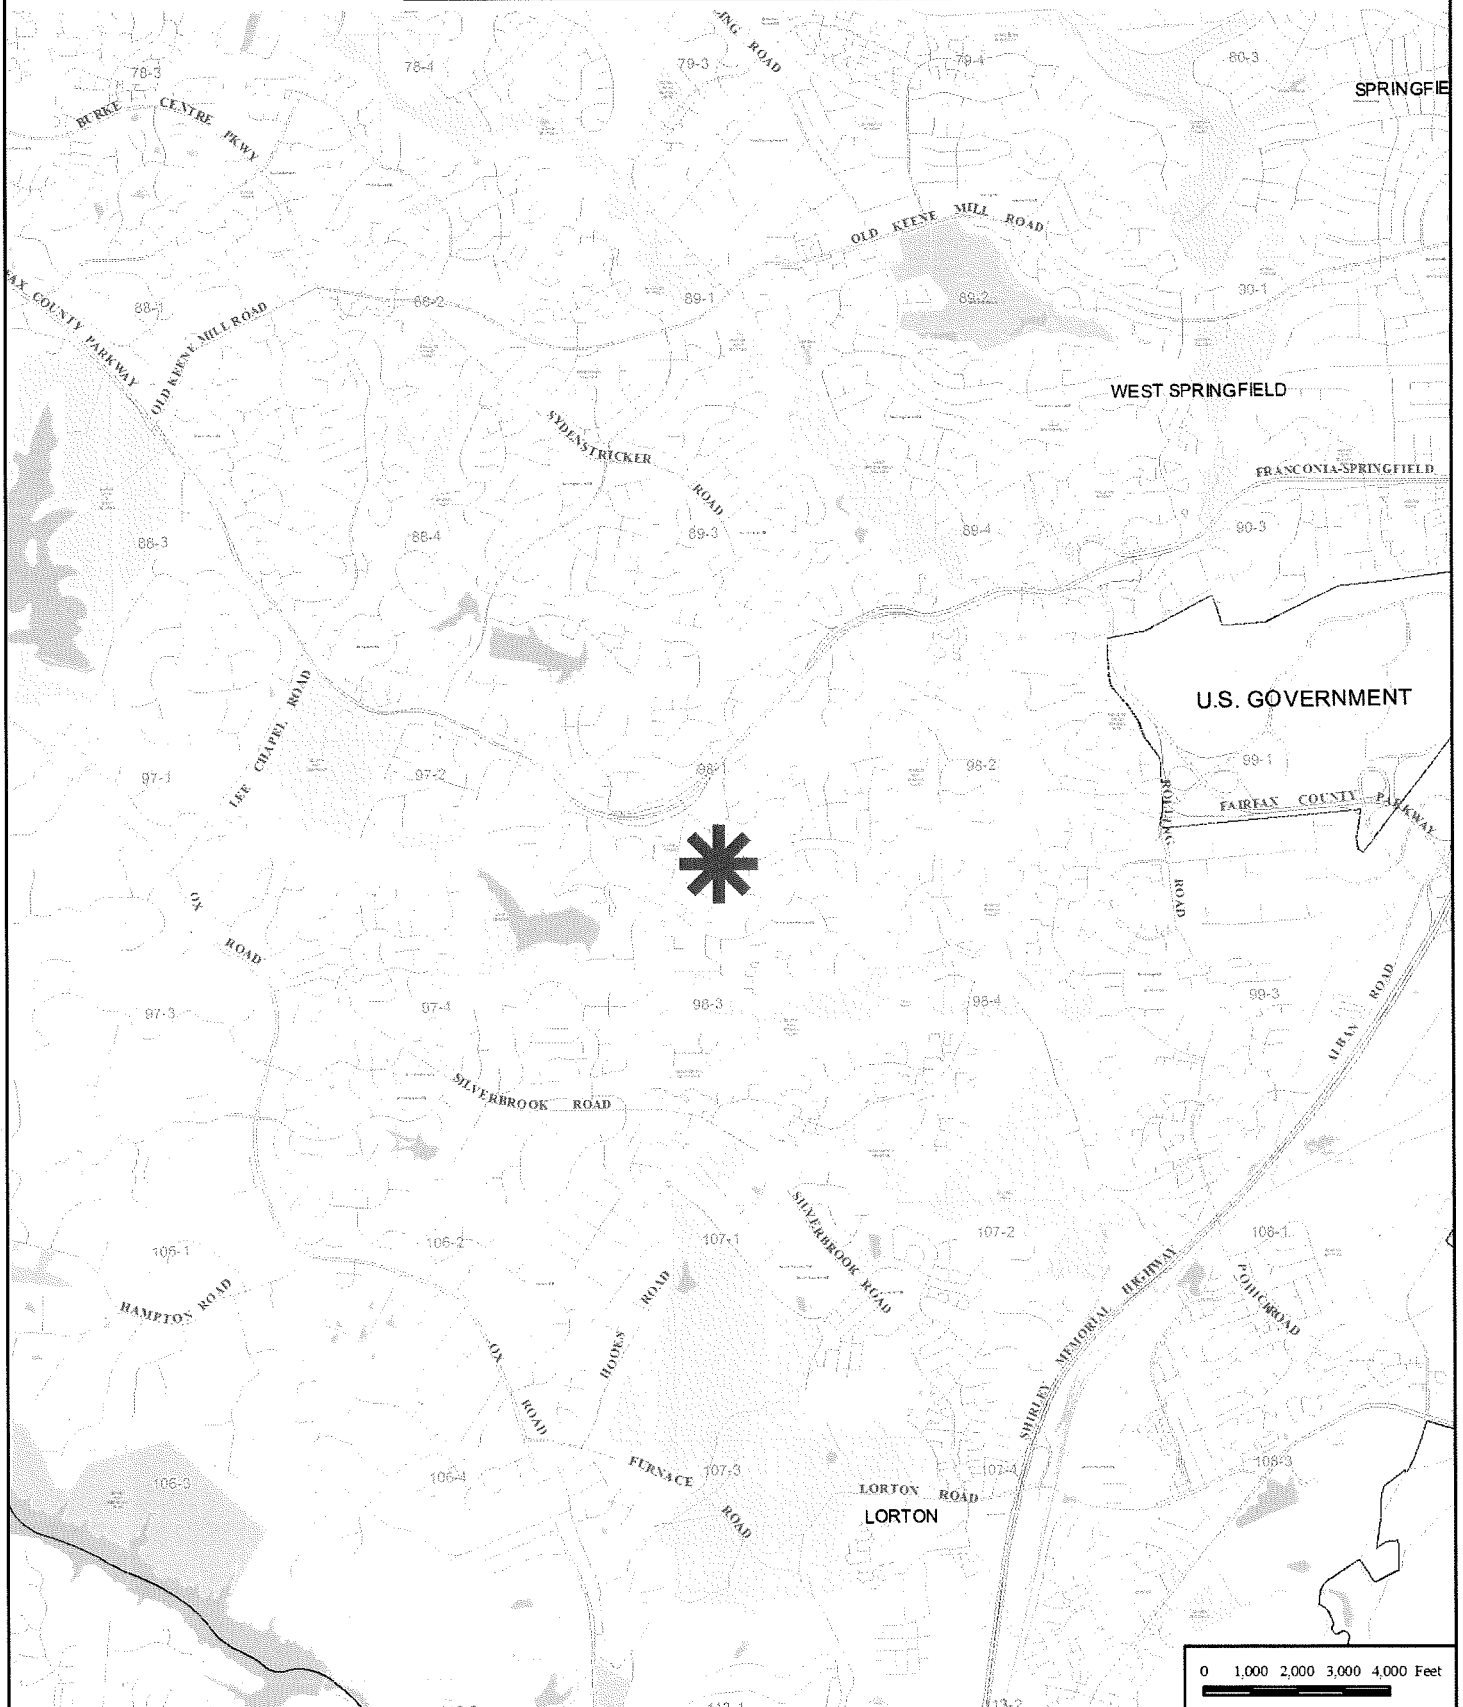 ING ROAD
78-3
78-4
79-3
79-4
80-3
SPRINGFIE
BURKE CENTRE PKWY
OLD KEENE MILL ROAD
FAX COUNTY PARKWAY
88-1
OLD KEENE MILL ROAD
88-2
89-1
89-2
90-1
WEST SPRINGFIELD
SYDENSTRICKER ROAD
FRANCONIA-SPRINGFIELD
88-3
88-4
89-3
89-4
90-3
LEE CHAPEL ROAD
U.S. GOVERNMENT
97-1
97-2
98-1
98-2
99-1
ROLLING ROAD
FAIRFAX COUNTY PARKWAY
OX ROAD
97-3
97-4
98-3
98-4
99-3
ALBAN ROAD
SILVERBROOK ROAD
106-1
106-2
107-1
SILVERBROOK ROAD
107-2
108-1
HAMPTON ROAD
HOOES ROAD
SHIRLEY MEMORIAL HIGHWAY
POHICK ROAD
OX ROAD
106-3
106-4
FURNACE ROAD
107-3
107-4
108-3
LORTON ROAD
LORTON
0 1,000 2,000 3,000 4,000 Feet
113-2